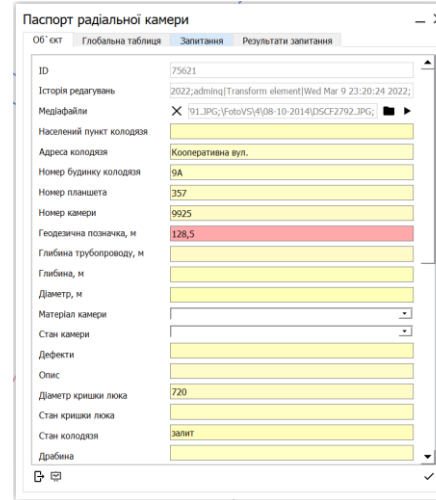 Паспорт радіальної камери
Об`єкт Глобальна таблиця Запитання Результати запитання
ID 75621
Історія редагувань 2022;adminq|Transform element|Wed Mar 9 23:20:24 2022;
Медіафайли '91.JPG;\FotoVS\4\08-10-2014\DSCF2792.JPG;
Населений пункт колодязя
Адреса колодязя Кооперативна вул.
Номер будинку колодязя 9А
Номер планшета 357
Номер камери 9925
Геодезична позначка, м 128,5
Глибина трубопроводу, м
Глибина, м
Діаметр, м
Матеріал камери
Стан камери
Дефекти
Опис
Діаметр кришки люка 720
Стан кришки люка
Стан колодязя залит
Драбина